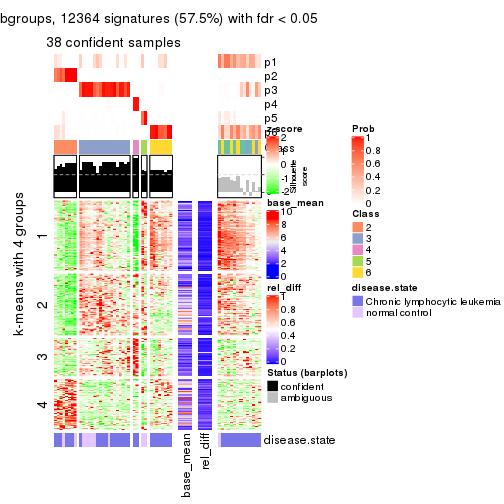 bgroups, 12364 signatures (57.5%) with fdr < 0.05
38 confident samples
p1
p2
p3
p4
p5
Silhouette score
k-means with 4 groups
1
2
3
4
base_mean
rel_diff
disease.state
z-score
2
1
0
-1
-2
base_mean
10
8
6
4
2
0
rel_diff
1
0.8
0.6
0.4
0.2
0
Status (barplots)
confident
ambiguous
Prob
1
0.8
0.6
0.4
0.2
0
Class
2
3
4
5
6
disease.state
Chronic lymphocytic leukemia
normal control